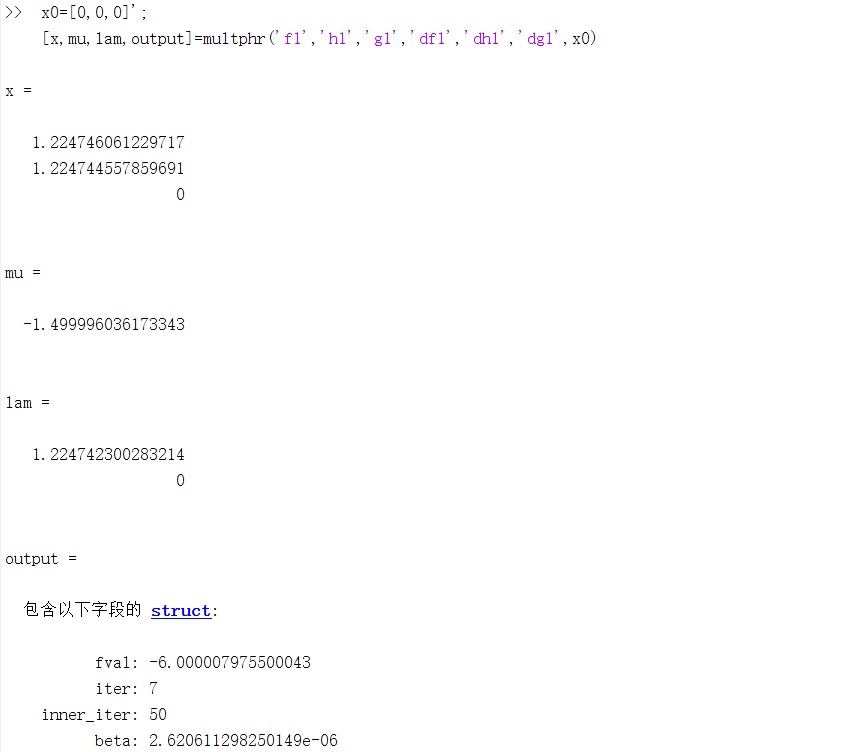 >> x0=[0,0,0]';
[x,mu,lam,output]=multphr('f1','h1','g1','df1','dh1','dg1',x0)
x =
1.224746061229717
1.224744557859691
0
mu =
-1.499996036173343
lam =
1.224742300283214
0
output =
包含以下字段的 struct:
fval: -6.000007975500043
iter: 7
inner_iter: 50
beta: 2.620611298250149e-06